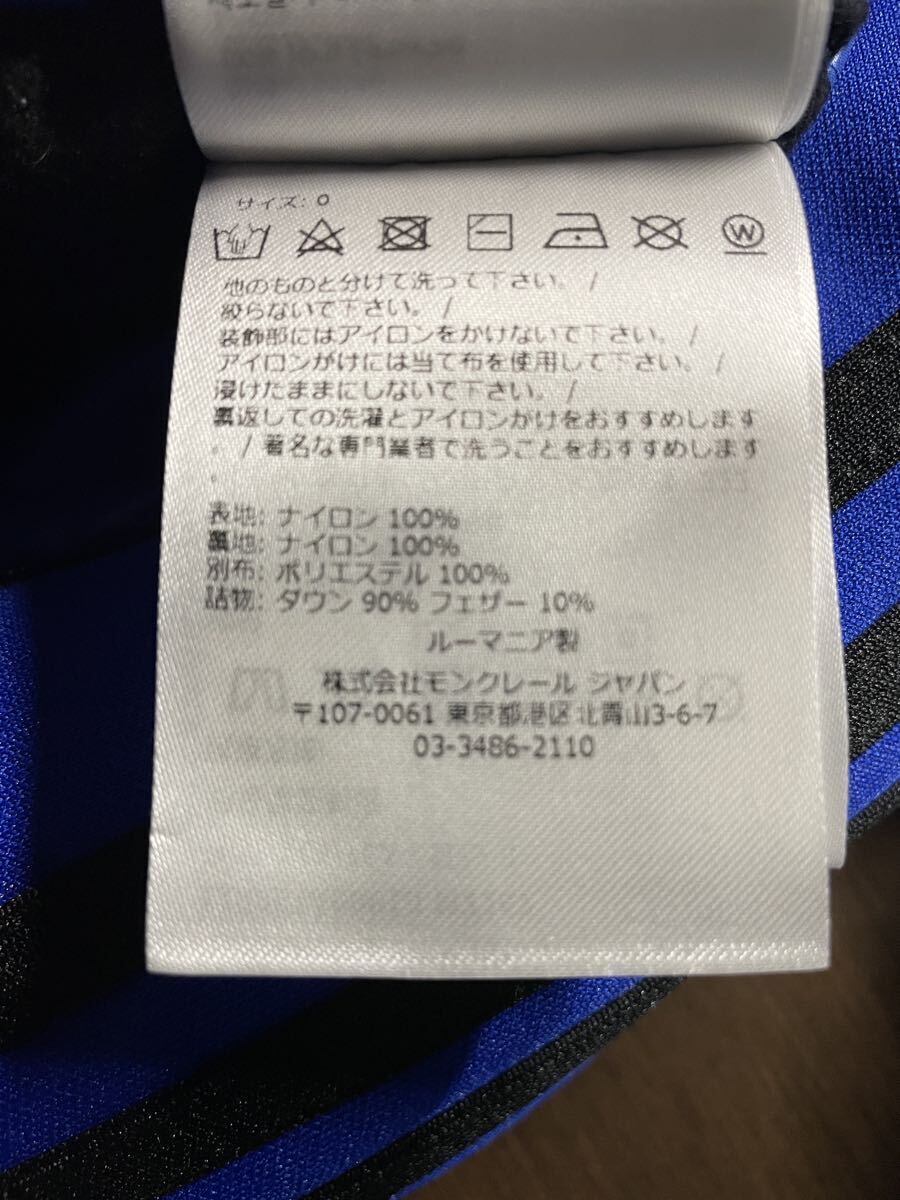 サイズ: 0
W
他のものと分けて洗って下さい。/
絞らないで下さい。/
装飾部にはアイロンをかけないで下さい。/
アイロンがけには当て布を使用して下さい。/
浸けたままにしないで下さい。/
裏返しての洗濯とアイロンがけをおすすめします
。/ 著名な専門業者で洗うことをおすすめします
。
表地: ナイロン 100%
裏地: ナイロン 100%
別布: ポリエステル 100%
詰物: ダウン 90% フェザー 10%
ルーマニア製
株式会社モンクレール ジャパン
〒107-0061 東京都港区北青山3-6-7
03-3486-2110